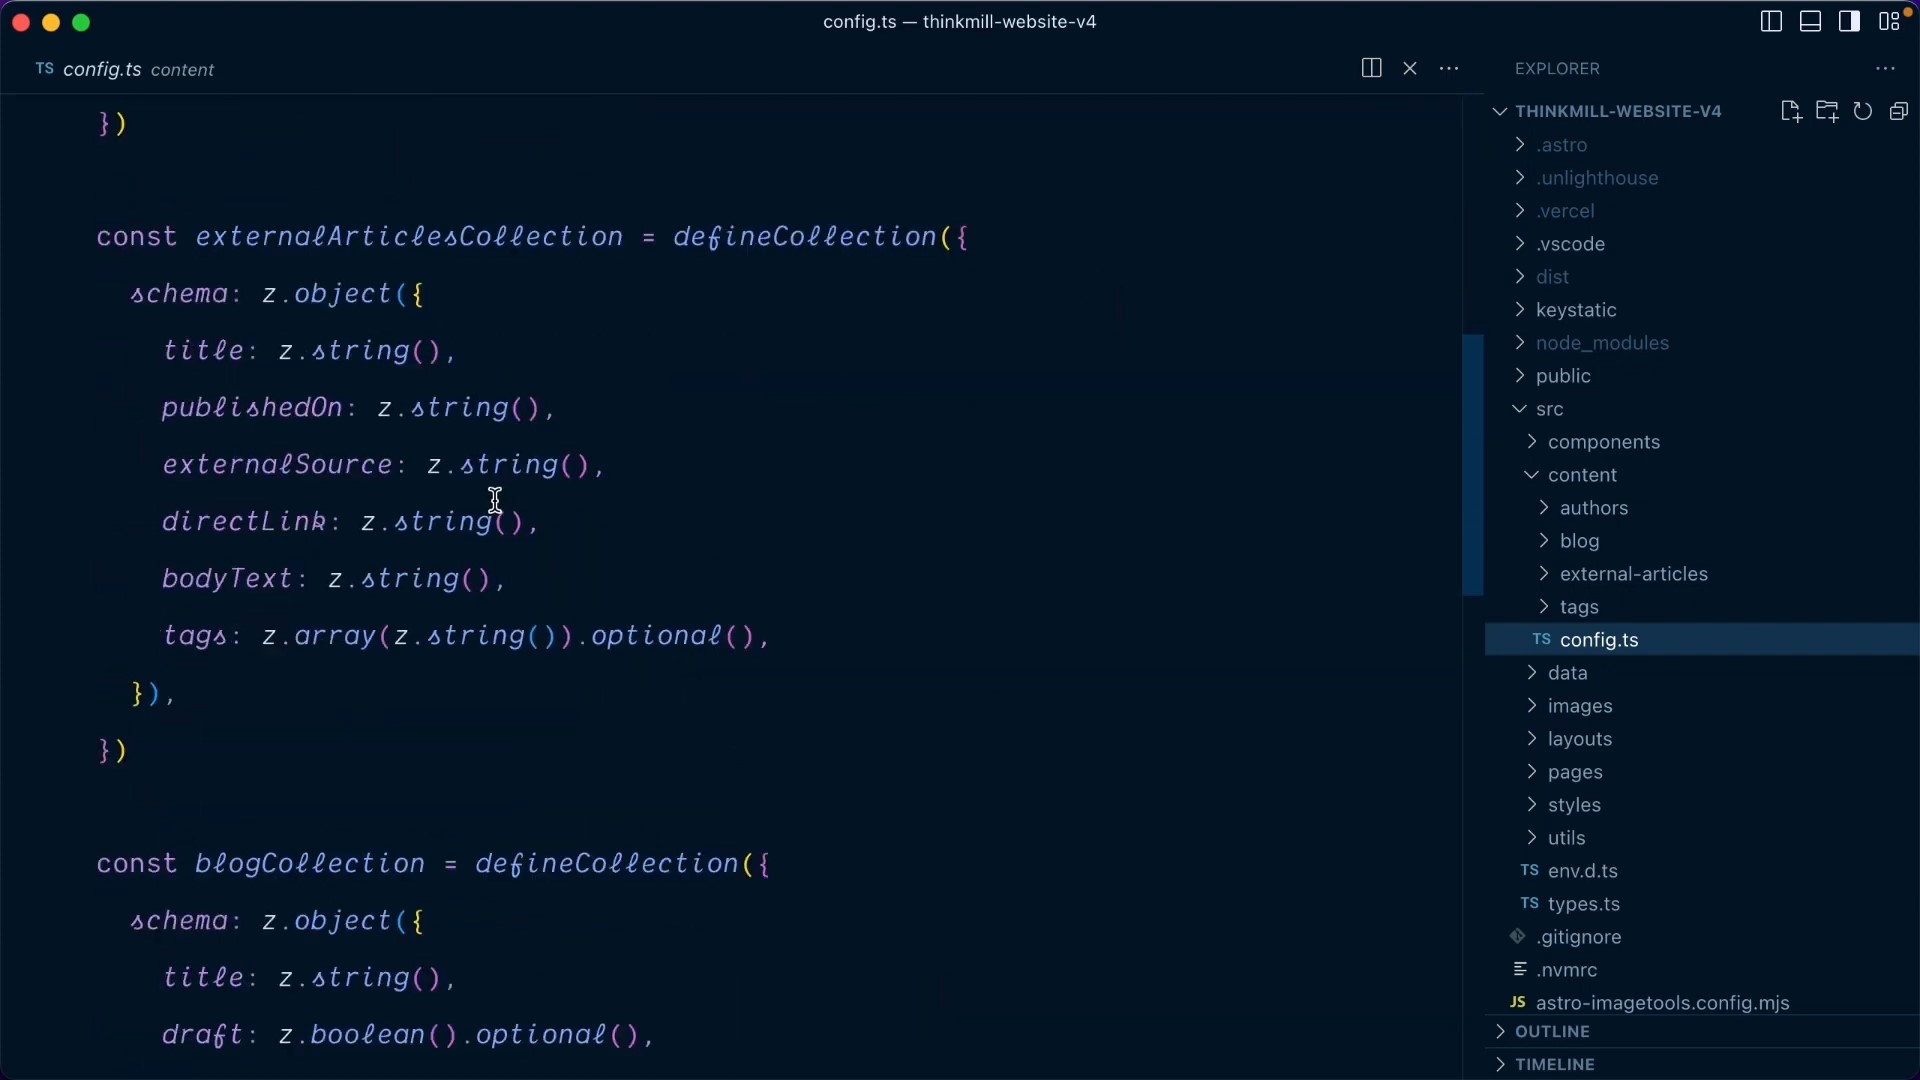 config.ts — thinkmill-website-v4
TS config.ts content
})
const externalArticlesCollection = defineCollection({
schema: z.object({
title: z.string(),
publishedOn: z.string(),
externalSource: z.string(),
directLink: z.string(),
bodyText: z.string(),
tags: z.array(z.string()).optional(),
}),
})
const blogCollection = defineCollection({
schema: z.object({
title: z.string(),
draft: z.boolean().optional(),
EXPLORER
THINKMILL-WEBSITE-V4
.astro
.unlighthouse
.vercel
.vscode
dist
keystatic
node_modules
public
src
components
content
authors
blog
external-articles
tags
TS config.ts
data
images
layouts
pages
styles
utils
TS env.d.ts
TS types.ts
.gitignore
.nvmrc
JS astro-imagetools.config.mjs
OUTLINE
TIMELINE